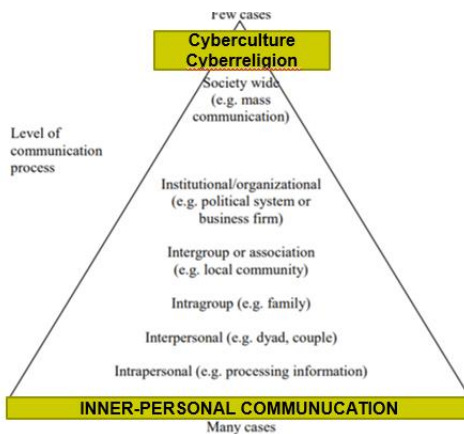 Few cases
Cyberculture
Cyberreligion
Society wide
(e.g. mass
communication)
Level of
communication
process
Institutional/organizational
(e.g. political system or
business firm)
Intergroup or association
(e.g. local community)
Intragroup (e.g. family)
Interpersonal (e.g. dyad, couple)
Intrapersonal (e.g. processing information)
INNER-PERSONAL COMMUNUCATION
Many cases